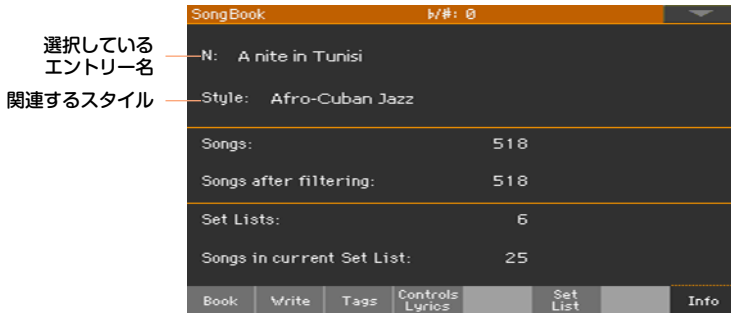 SongBook b/#: 0
選択している
エントリー名
N: A nite in Tunisi
関連するスタイル
Style: Afro-Cuban Jazz
Songs: 518
Songs after filtering: 518
Set Lists: 6
Songs in current Set List: 25
Book Write Tags Controls Lyrics Set List Info